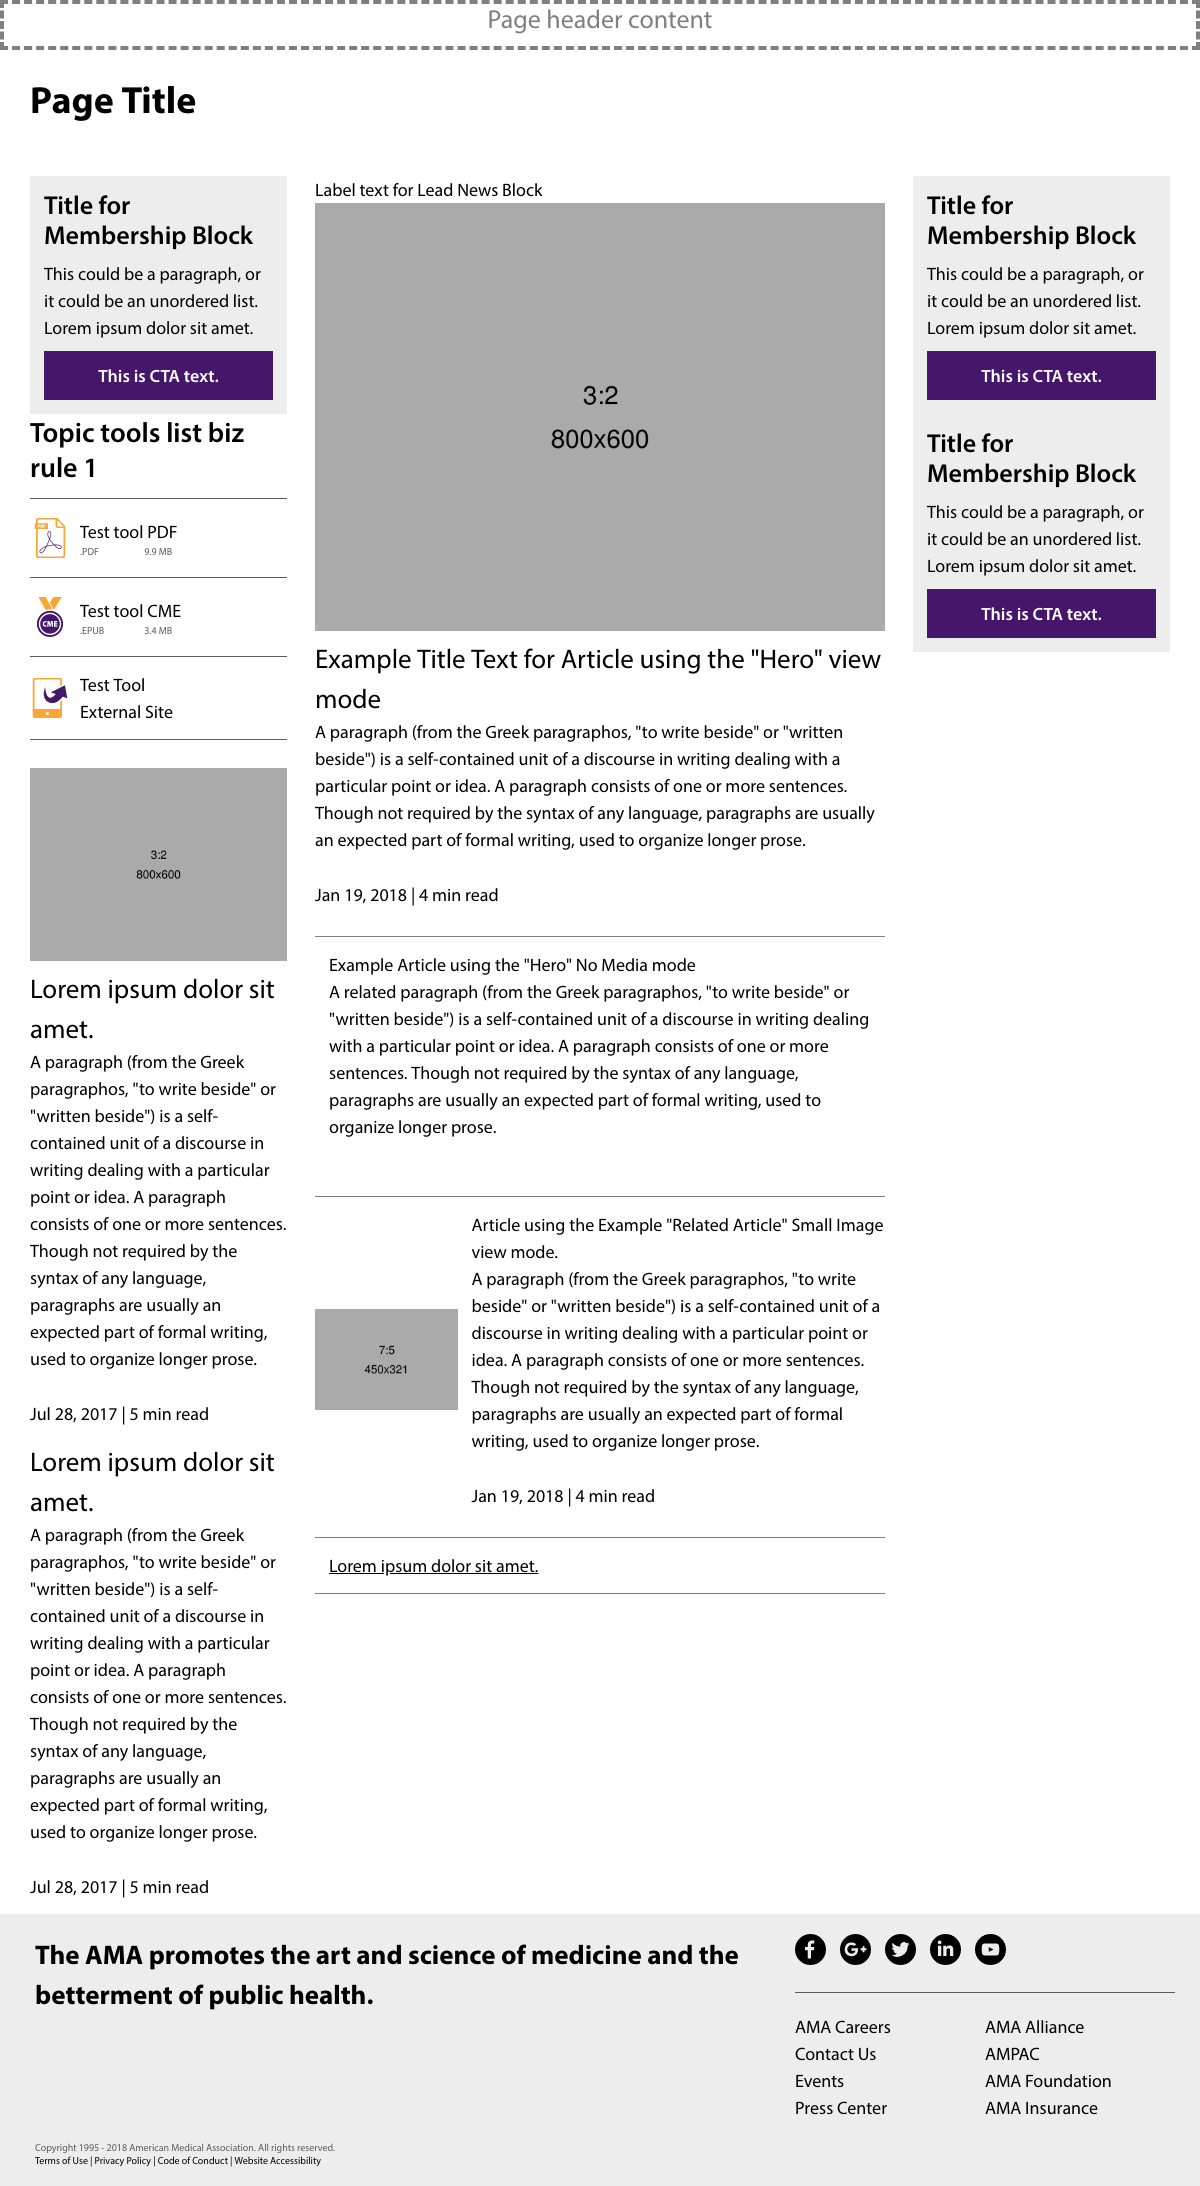 Page header content
Page Title
Title for
Membership Block
This could be a paragraph, or
it could be an unordered list.
Lorem ipsum dolor sit amet.
This is CTA text.
Topic tools list biz
rule 1
PDF
Test tool PDF
.PDF 9.9 MB
CME
Test tool CME
.EPUB 3.4 MB
Test Tool
External Site
3:2
800x600
Lorem ipsum dolor sit
amet.
A paragraph (from the Greek
paragraphos, "to write beside" or
"written beside") is a self-
contained unit of a discourse in
writing dealing with a particular
point or idea. A paragraph
consists of one or more sentences.
Though not required by the
syntax of any language,
paragraphs are usually an
expected part of formal writing,
used to organize longer prose.
Jul 28, 2017 | 5 min read
Lorem ipsum dolor sit
amet.
A paragraph (from the Greek
paragraphos, "to write beside" or
"written beside") is a self-
contained unit of a discourse in
writing dealing with a particular
point or idea. A paragraph
consists of one or more sentences.
Though not required by the
syntax of any language,
paragraphs are usually an
expected part of formal writing,
used to organize longer prose.
Jul 28, 2017 | 5 min read
Label text for Lead News Block
3:2
800x600
Example Title Text for Article using the "Hero" view
mode
A paragraph (from the Greek paragraphos, "to write beside" or "written
beside") is a self-contained unit of a discourse in writing dealing with a
particular point or idea. A paragraph consists of one or more sentences.
Though not required by the syntax of any language, paragraphs are usually
an expected part of formal writing, used to organize longer prose.
Jan 19, 2018 | 4 min read
Example Article using the "Hero" No Media mode
A related paragraph (from the Greek paragraphos, "to write beside" or
"written beside") is a self-contained unit of a discourse in writing dealing
with a particular point or idea. A paragraph consists of one or more
sentences. Though not required by the syntax of any language,
paragraphs are usually an expected part of formal writing, used to
organize longer prose.
7:5
450x321
Article using the Example "Related Article" Small Image
view mode.
A paragraph (from the Greek paragraphos, "to write
beside" or "written beside") is a self-contained unit of a
discourse in writing dealing with a particular point or
idea. A paragraph consists of one or more sentences.
Though not required by the syntax of any language,
paragraphs are usually an expected part of formal
writing, used to organize longer prose.
Jan 19, 2018 | 4 min read
Lorem ipsum dolor sit amet.
Title for
Membership Block
This could be a paragraph, or
it could be an unordered list.
Lorem ipsum dolor sit amet.
This is CTA text.
Title for
Membership Block
This could be a paragraph, or
it could be an unordered list.
Lorem ipsum dolor sit amet.
This is CTA text.
The AMA promotes the art and science of medicine and the
betterment of public health.
AMA Careers
Contact Us
Events
Press Center
AMA Alliance
AMPAC
AMA Foundation
AMA Insurance
Copyright 1995 - 2018 American Medical Association. All rights reserved.
Terms of Use | Privacy Policy | Code of Conduct | Website Accessibility